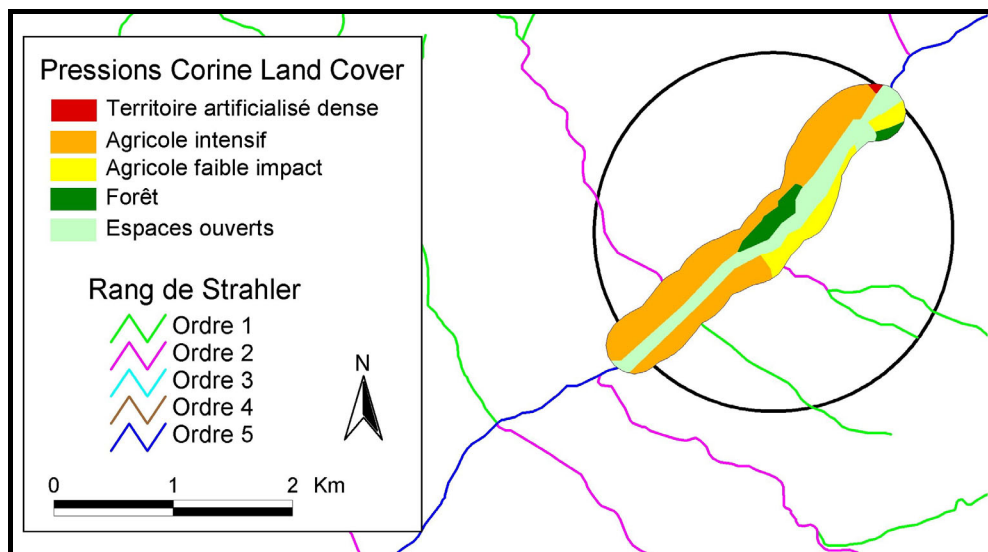 Pressions Corine Land Cover
Territoire artificialisé dense
Agricole intensif
Agricole faible impact
Forêt
Espaces ouverts
Rang de Strahler
Ordre 1
Ordre 2
Ordre 3
Ordre 4
Ordre 5
N
0 1 2 Km